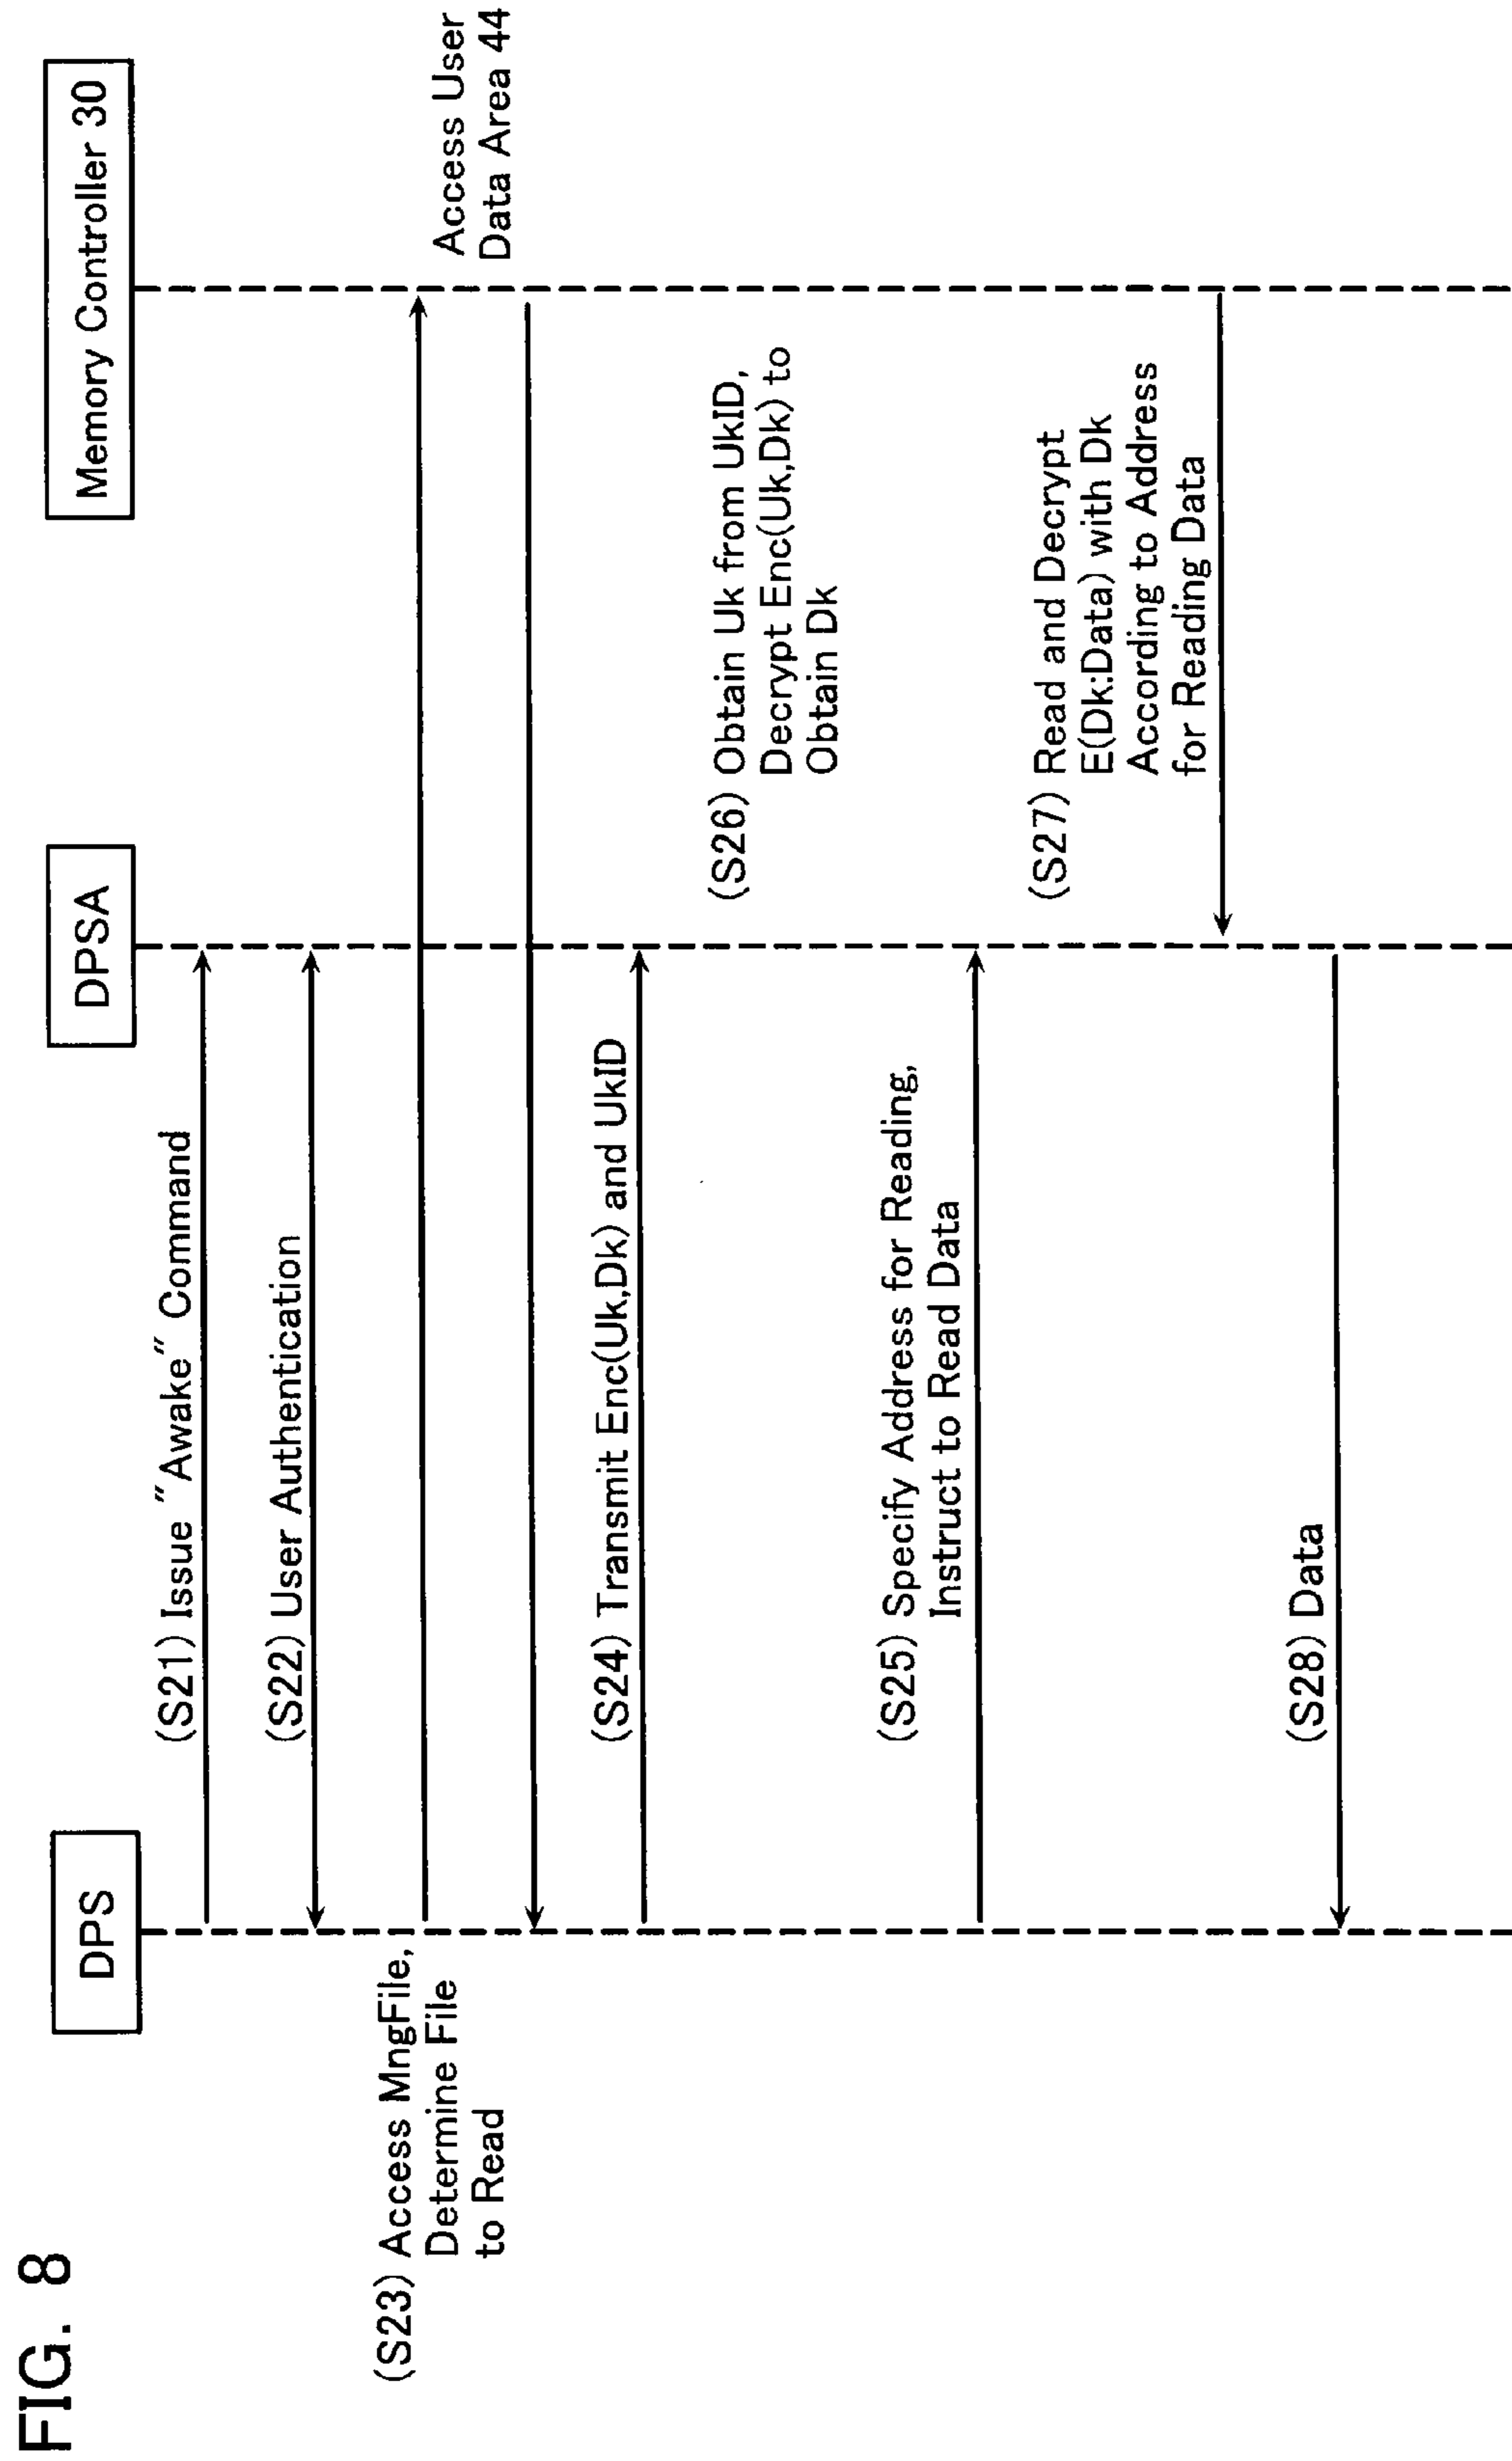 FIG. 8
DPS
DPSA
Memory Controller 30
(S21) Issue "Awake" Command
(S22) User Authentication
(S23) Access MngFile,
Determine File
to Read
Access User
Data Area 44
(S24) Transmit Enc(Uk,Dk) and UkID
(S26) Obtain Uk from UkID,
Decrypt Enc(Uk,Dk) to
Obtain Dk
(S25) Specify Address for Reading,
Instruct to Read Data
(S27) Read and Decrypt
E(Dk:Data) with Dk
According to Address
for Reading Data
(S28) Data